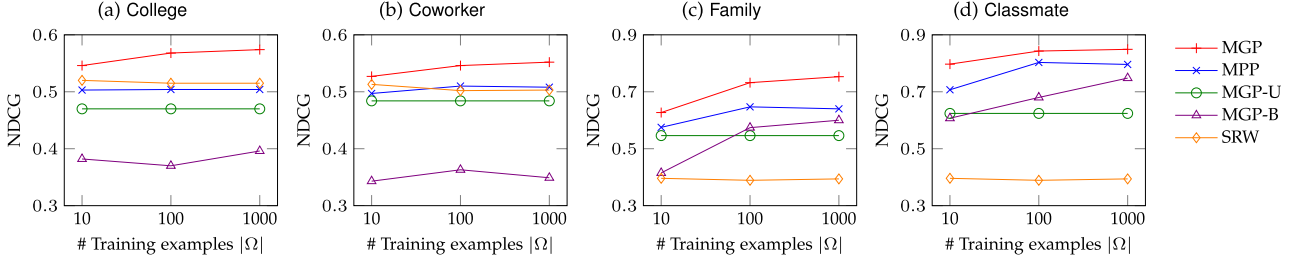 (a) College
(b) Coworker
(c) Family
(d) Classmate
NDCG
0.6
0.5
0.4
0.3
10 100 1000
# Training examples |Ω|
NDCG
0.6
0.5
0.4
0.3
10 100 1000
# Training examples |Ω|
NDCG
0.9
0.7
0.5
0.3
10 100 1000
# Training examples |Ω|
NDCG
0.9
0.7
0.5
0.3
10 100 1000
# Training examples |Ω|
MGP
MPP
MGP-U
MGP-B
SRW